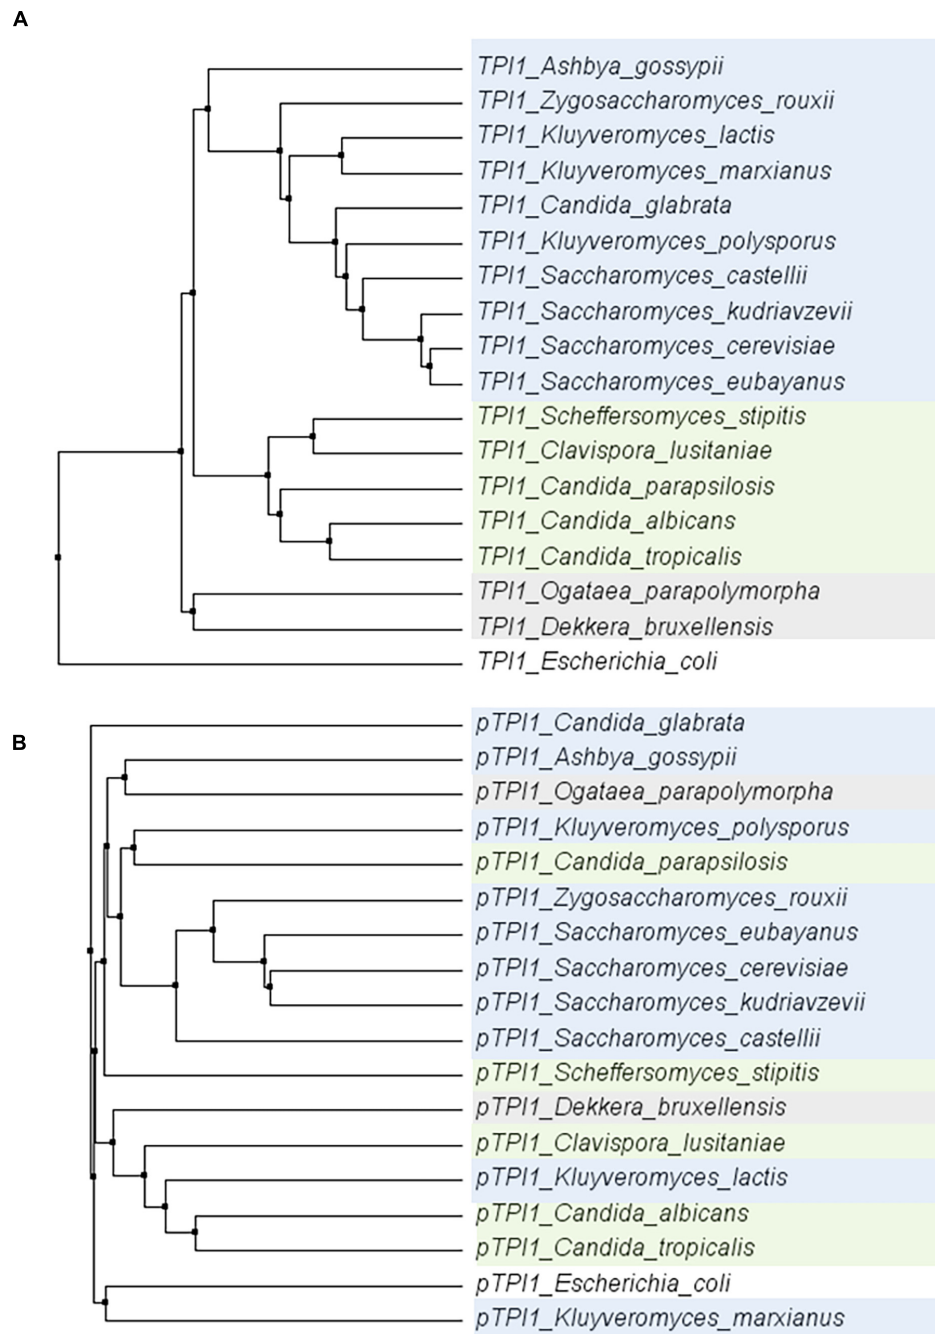 A
TPI1_Ashbya_gossypii
TPI1_Zygosaccharomyces_rouxii
TPI1_Kluyveromyces_lactis
TPI1_Kluyveromyces_marxianus
TPI1_Candida_glabrata
TPI1_Kluyveromyces_polysporus
TPI1_Saccharomyces_castellii
TPI1_Saccharomyces_kudriavzevii
TPI1_Saccharomyces_cerevisiae
TPI1_Saccharomyces_eubayanus
TPI1_Scheffersomyces_stipitis
TPI1_Clavispora_lusitaniae
TPI1_Candida_parapsilosis
TPI1_Candida_albicans
TPI1_Candida_tropicalis
TPI1_Ogataea_parapolymorpha
TPI1_Dekkera_bruxellensis
TPI1_Escherichia_coli
B
pTPI1_Candida_glabrata
pTPI1_Ashbya_gossypii
pTPI1_Ogataea_parapolymorpha
pTPI1_Kluyveromyces_polysporus
pTPI1_Candida_parapsilosis
pTPI1_Zygosaccharomyces_rouxii
pTPI1_Saccharomyces_eubayanus
pTPI1_Saccharomyces_cerevisiae
pTPI1_Saccharomyces_kudriavzevii
pTPI1_Saccharomyces_castellii
pTPI1_Scheffersomyces_stipitis
pTPI1_Dekkera_bruxellensis
pTPI1_Clavispora_lusitaniae
pTPI1_Kluyveromyces_lactis
pTPI1_Candida_albicans
pTPI1_Candida_tropicalis
pTPI1_Escherichia_coli
pTPI1_Kluyveromyces_marxianus